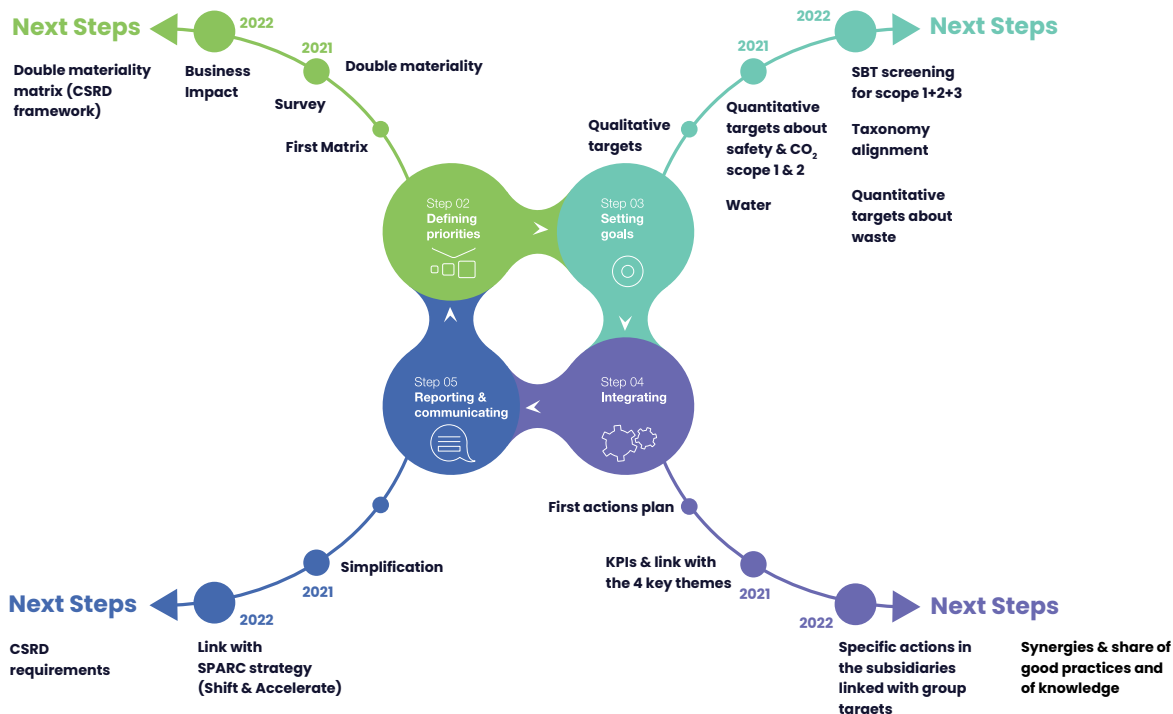 Next Steps
2022
2021
Double materiality
matrix (CSRD
framework)
Business
Impact
Double materiality
Survey
First Matrix
Step 02
Defining
priorities
Next Steps
2022
2021
Qualitative
targets
Quantitative
targets about
safety & CO₂
scope 1 & 2
Water
SBT screening
for scope 1+2+3
Taxonomy
alignment
Quantitative
targets about
waste
Step 03
Setting
goals
Step 05
Reporting &
communicating
Step 04
Integrating
Simplification
2021
2022
Next Steps
CSRD
requirements
Link with
SPARC strategy
(Shift & Accelerate)
First actions plan
KPIs & link with
the 4 key themes
2021
2022
Next Steps
Specific actions in
the subsidiaries
linked with group
targets
Synergies & share of
good practices and
of knowledge